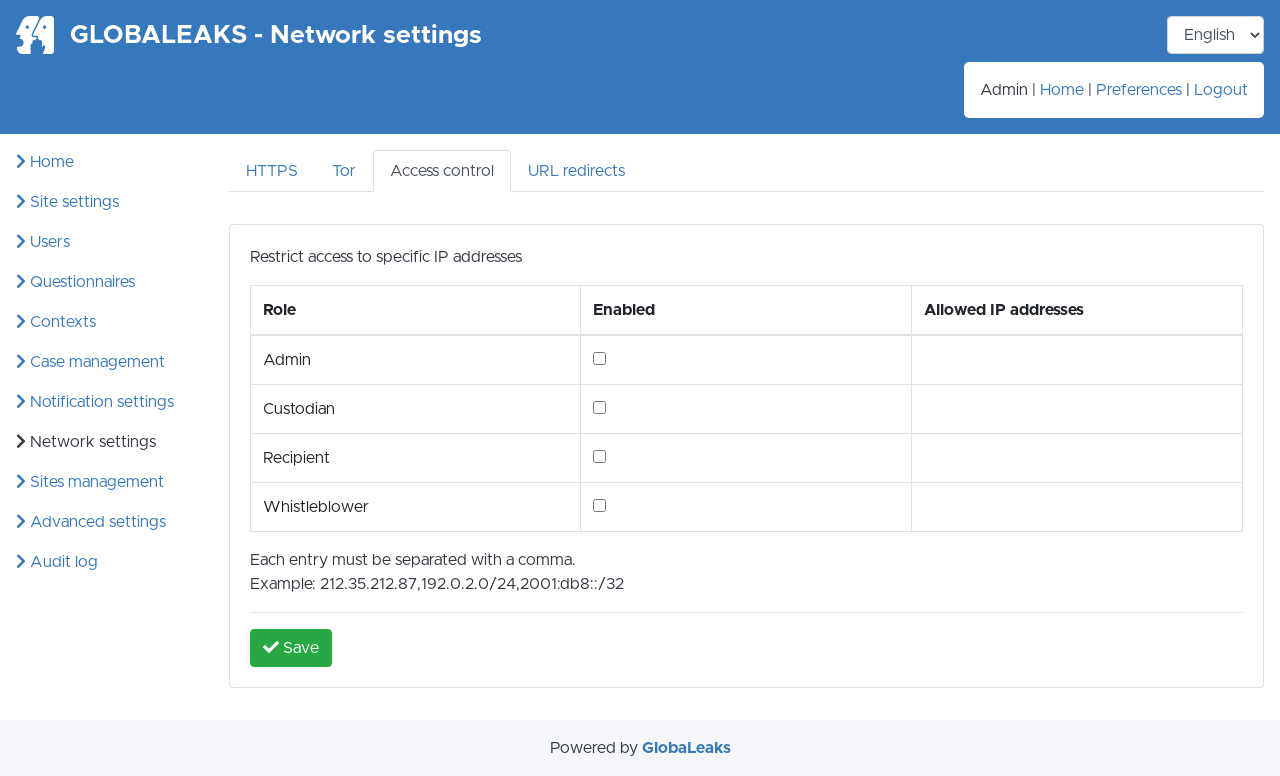 GLOBALEAKS - Network settings
English
Admin | Home | Preferences | Logout
Home
Site settings
Users
Questionnaires
Contexts
Case management
Notification settings
Network settings
Sites management
Advanced settings
Audit log
HTTPS Tor Access control URL redirects
Restrict access to specific IP addresses
Role Enabled Allowed IP addresses
Admin
Custodian
Recipient
Whistleblower
Each entry must be separated with a comma.
Example: 212.35.212.87,192.0.2.0/24,2001:db8::/32
Save
Powered by GlobaLeaks